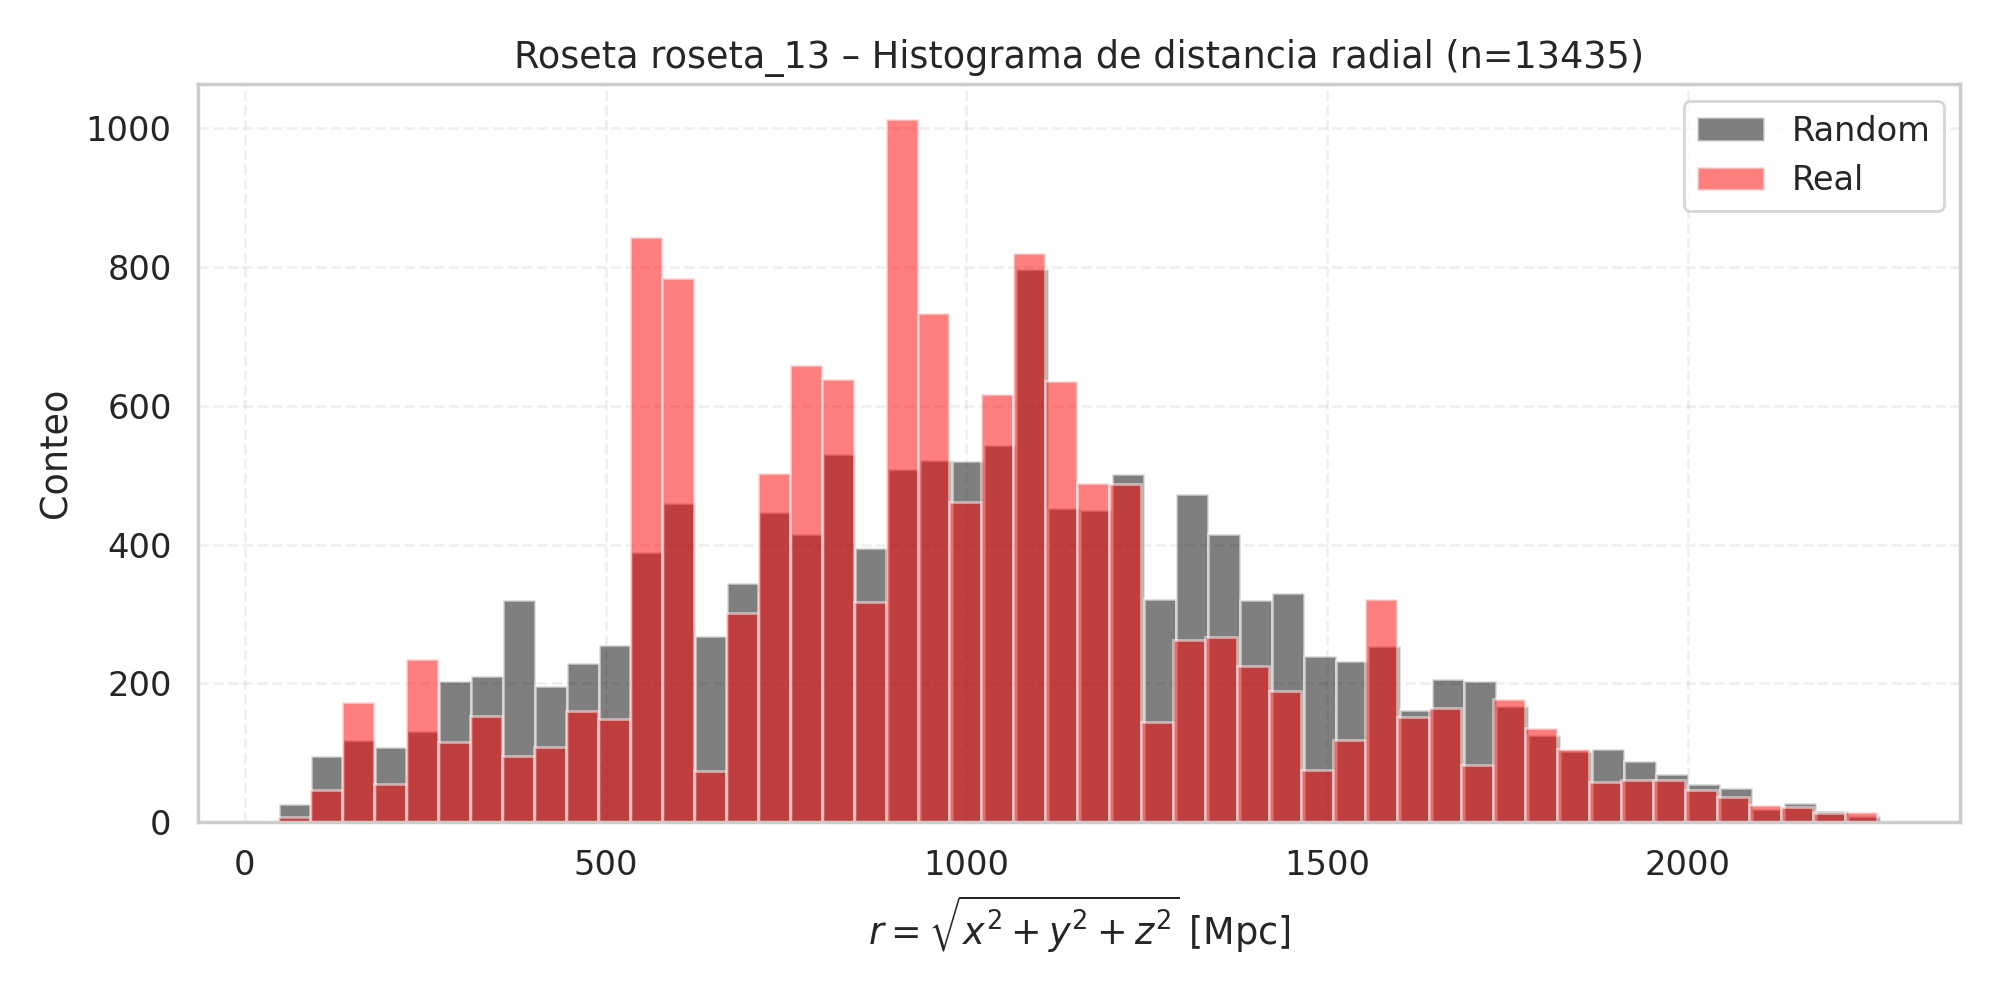 Roseta roseta_13 – Histograma de distancia radial (n=13435)
Random
Real
1000
800
600
400
200
0
Conteo
0 500 1000 1500 2000
r = √x² + y² + z² [Mpc]